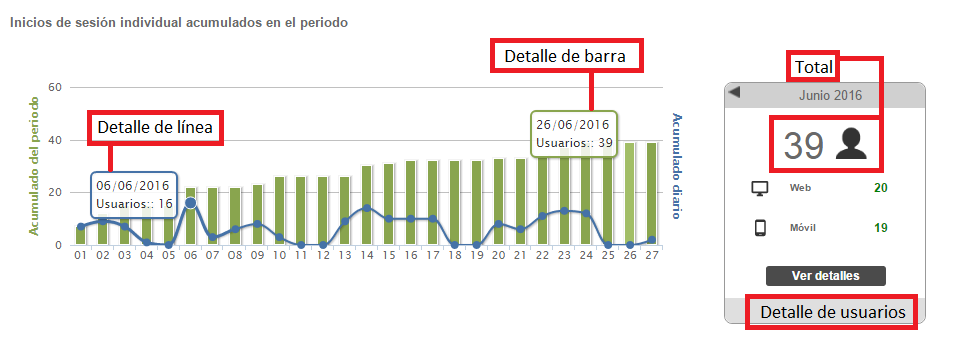 Inicios de sesión individual acumulados en el periodo
Detalle de barra
Total
60
Junio 2016
Detalle de línea
26/06/2016
Usuarios:: 39
39
40
06/06/2016
Usuarios:: 16
Web 20
20
Móvil 19
0
01 02 03 04 05 06 07 08 09 10 11 12 13 14 15 16 17 18 19 20 21 22 23 24 25 26 27
Acumulado del periodo
Acumulado diario
Ver detalles
Detalle de usuarios